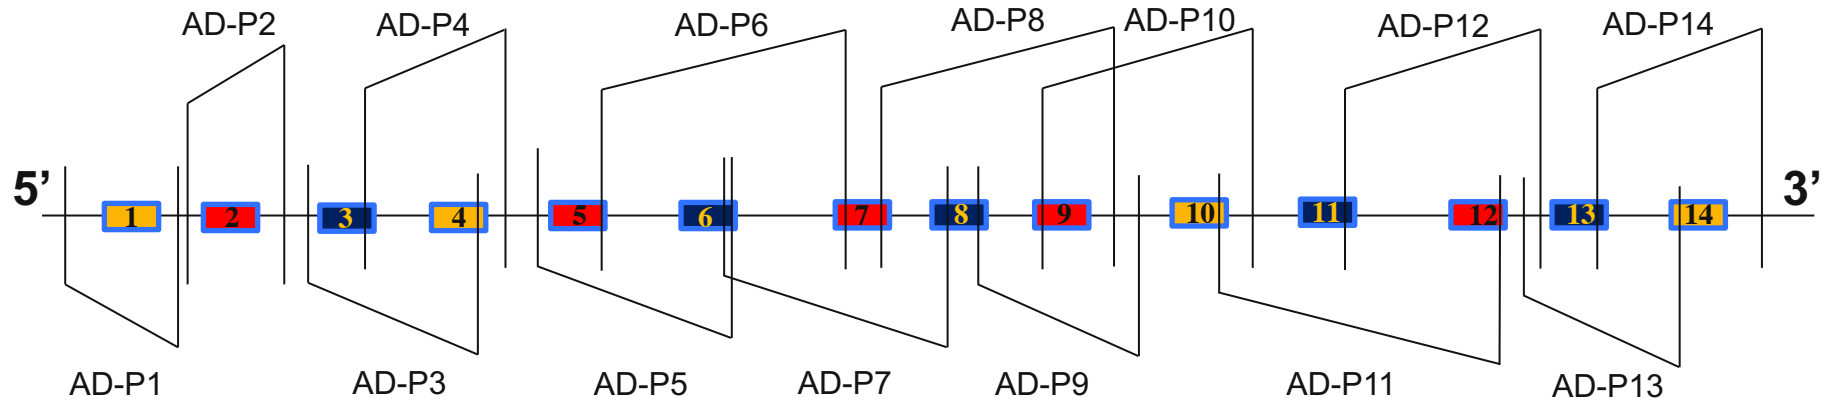 AD-P2 AD-P4 AD-P6 AD-P8 AD-P10 AD-P12 AD-P14
5’ 1 2 3 4 5 6 7 8 9 10 11 12 13 14 3’
AD-P1 AD-P3 AD-P5 AD-P7 AD-P9 AD-P11 AD-P13